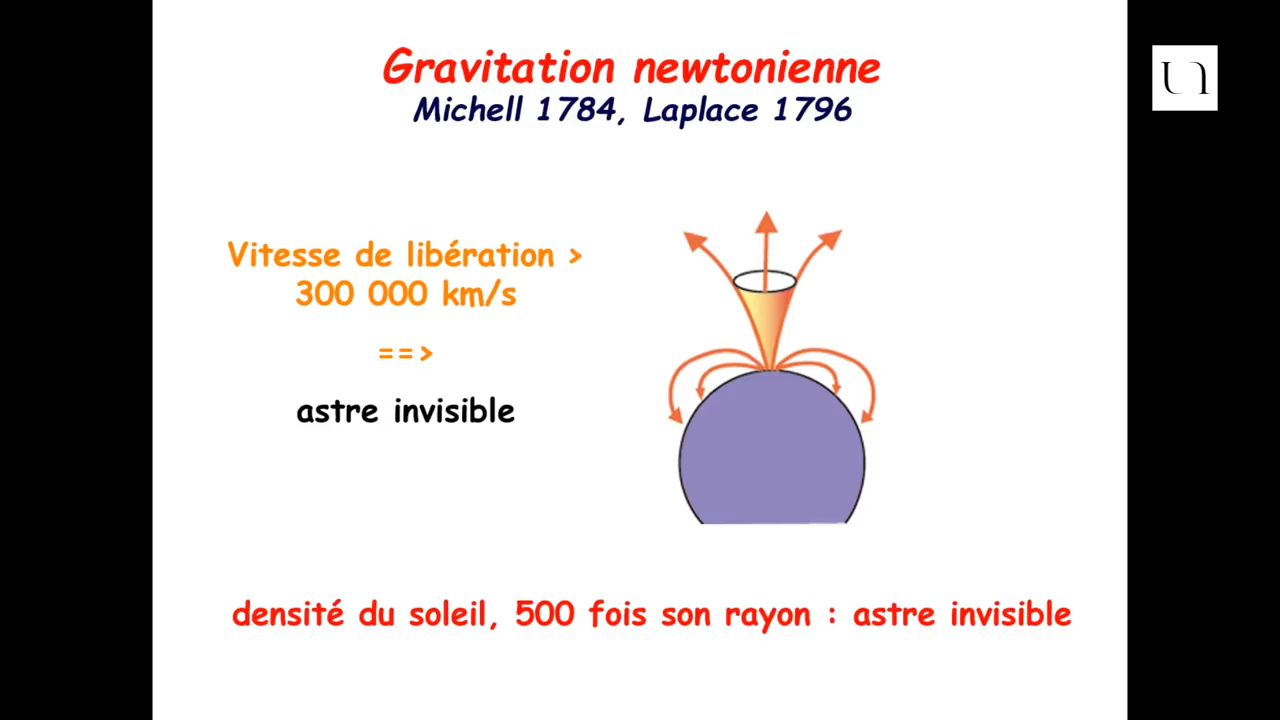 Gravitation newtonienne
Michell 1784, Laplace 1796
Vitesse de libération >
300 000 km/s
==>
astre invisible
densité du soleil, 500 fois son rayon : astre invisible